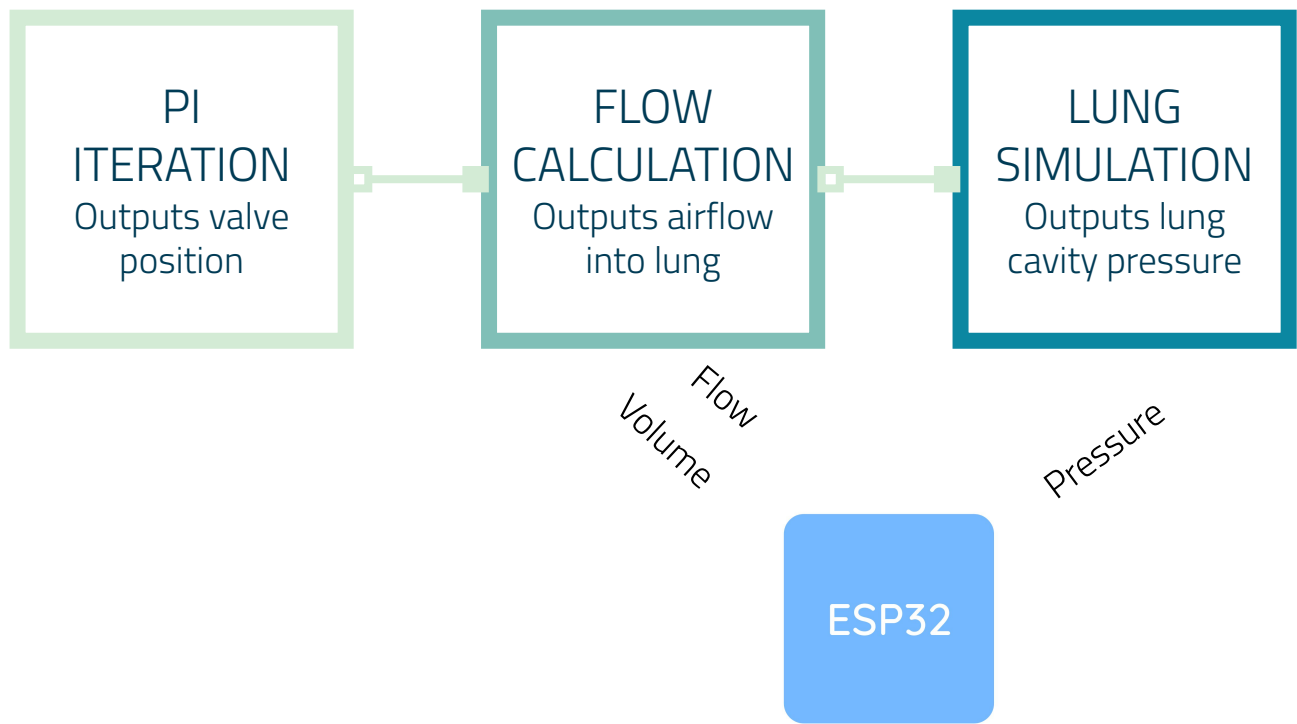 PI
ITERATION
Outputs valve
position
FLOW
CALCULATION
Outputs airflow
into lung
LUNG
SIMULATION
Outputs lung
cavity pressure
Flow
Volume
Pressure
ESP32